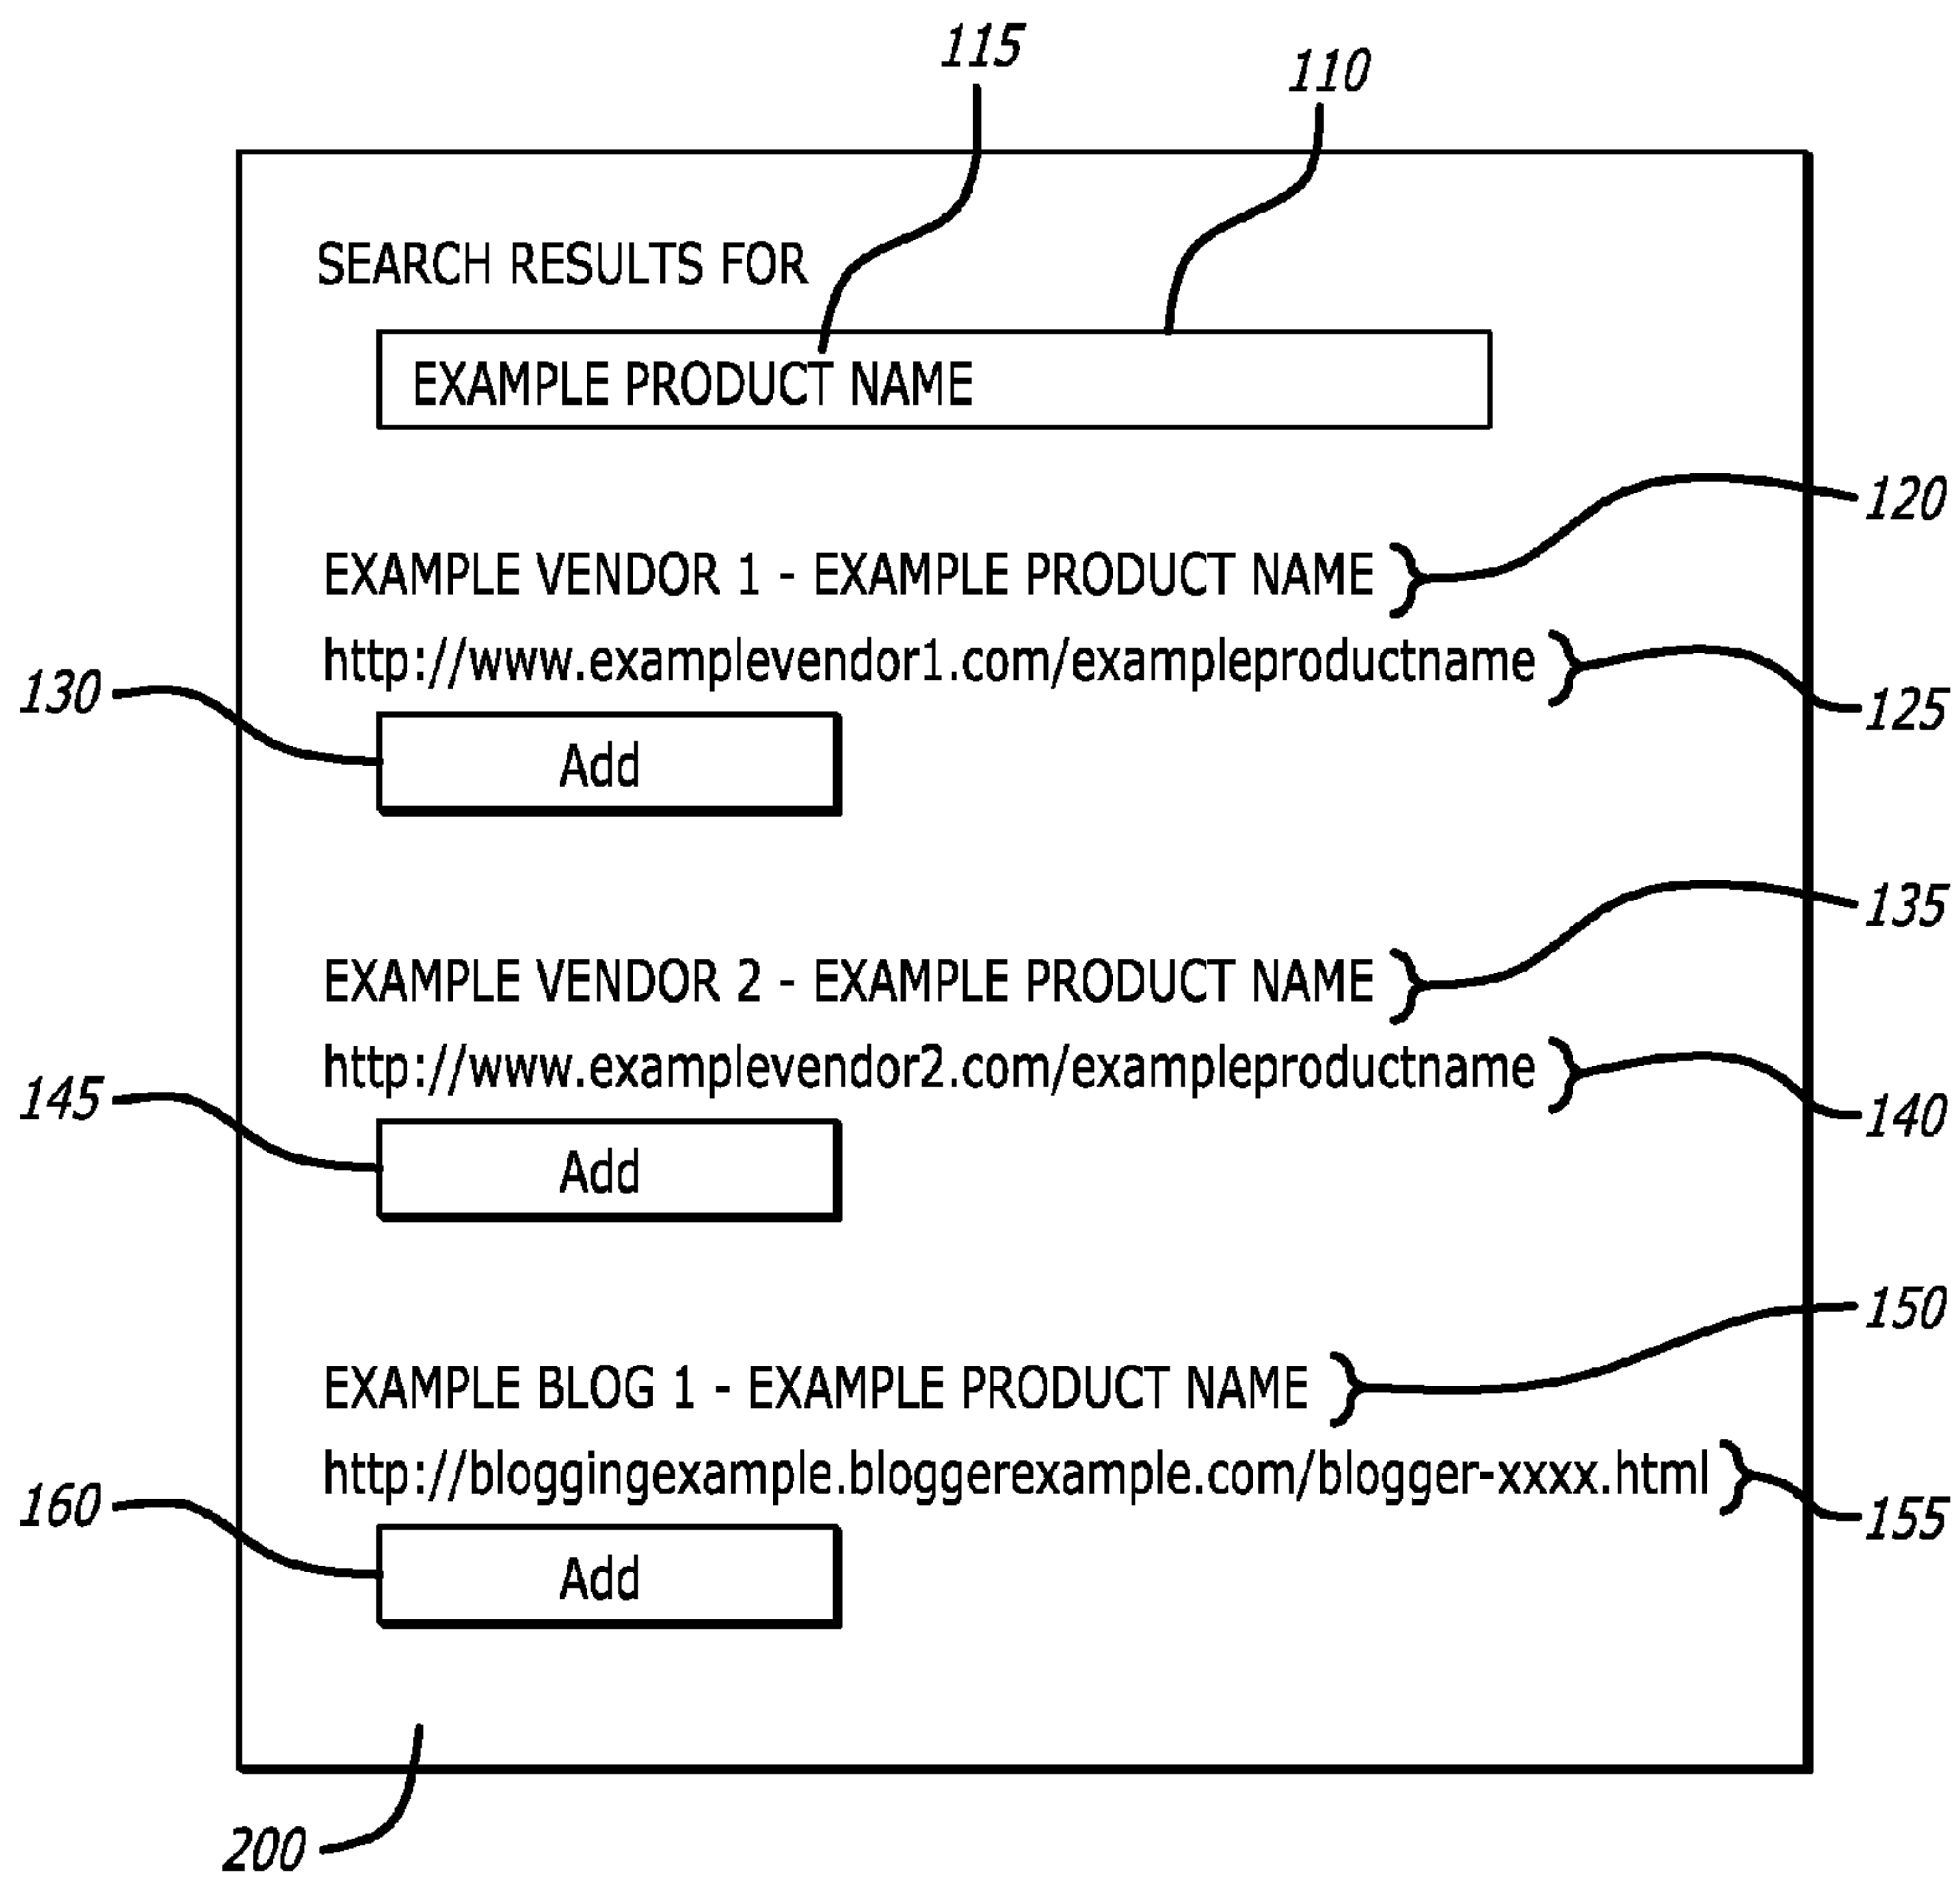 115
110
SEARCH RESULTS FOR
EXAMPLE PRODUCT NAME
120
EXAMPLE VENDOR 1 - EXAMPLE PRODUCT NAME
http://www.examplevendor1.com/exampleproductname
130
125
Add
135
EXAMPLE VENDOR 2 - EXAMPLE PRODUCT NAME
http://www.examplevendor2.com/exampleproductname
145
140
Add
150
EXAMPLE BLOG 1 - EXAMPLE PRODUCT NAME
http://bloggingexample.bloggerexample.com/blogger-xxxx.html
160
155
Add
200